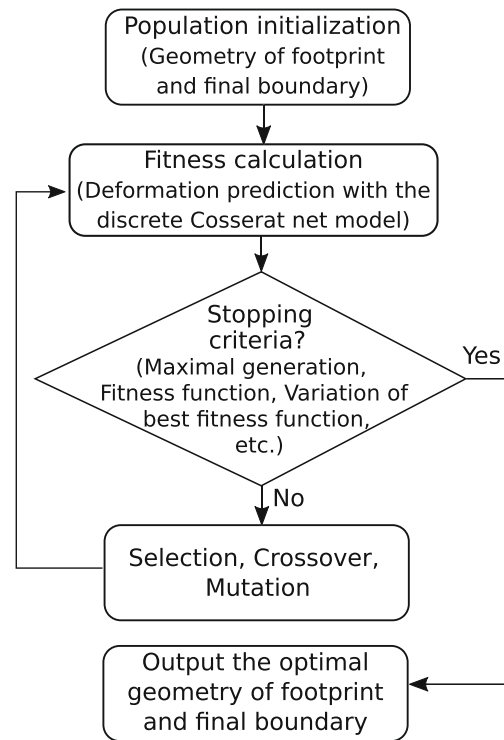 Population initialization
(Geometry of footprint
and final boundary)
Fitness calculation
(Deformation prediction with the
discrete Cosserat net model)
Stopping
criteria?
(Maximal generation,
Fitness function, Variation of
best fitness function,
etc.)
Yes
No
Selection, Crossover,
Mutation
Output the optimal
geometry of footprint
and final boundary